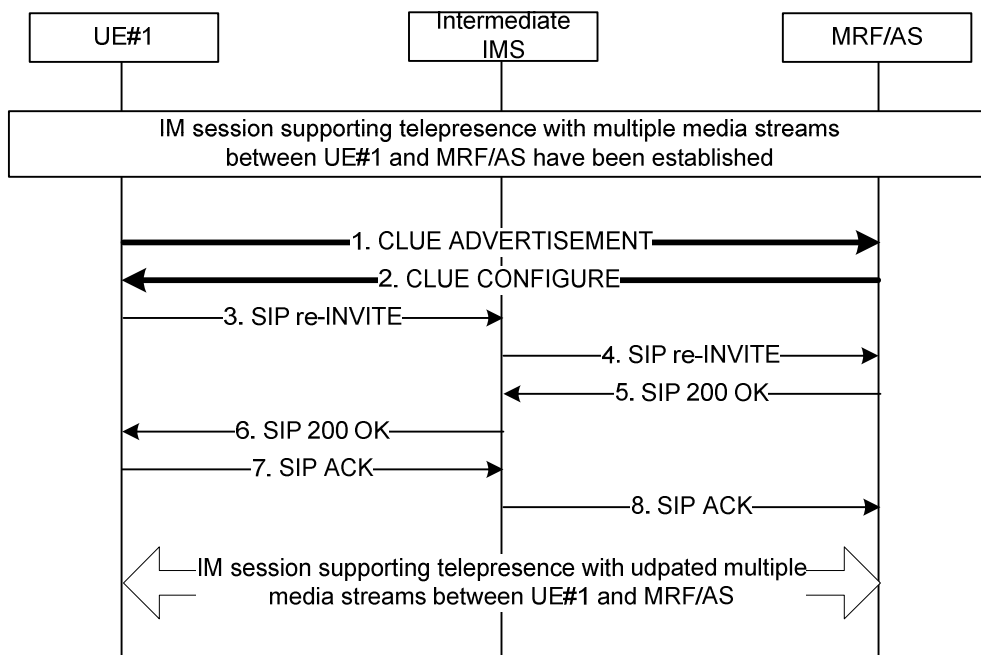 UE#1
Intermediate
IMS
MRF/AS
IM session supporting telepresence with multiple media streams
between UE#1 and MRF/AS have been established
1. CLUE ADVERTISEMENT
2. CLUE CONFIGURE
3. SIP re-INVITE
4. SIP re-INVITE
5. SIP 200 OK
6. SIP 200 OK
7. SIP ACK
8. SIP ACK
IM session supporting telepresence with udpated multiple
media streams between UE#1 and MRF/AS